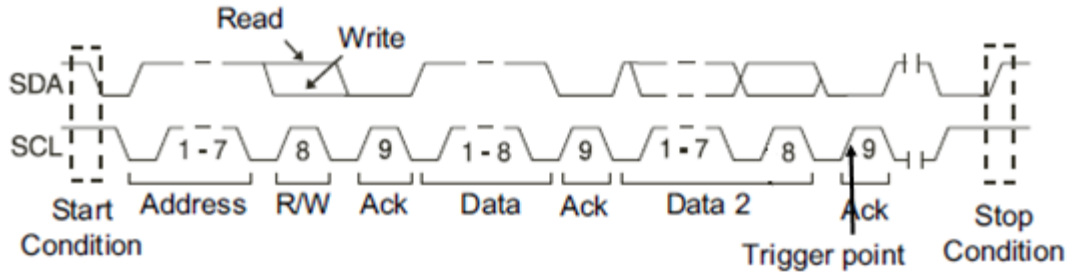 Read
Write
SDA
SCL
1 - 7 8 9 1 - 8 9 1 - 7 8 9
Start Condition
Address R/W Ack Data Ack Data 2 Ack
Trigger point
Stop Condition